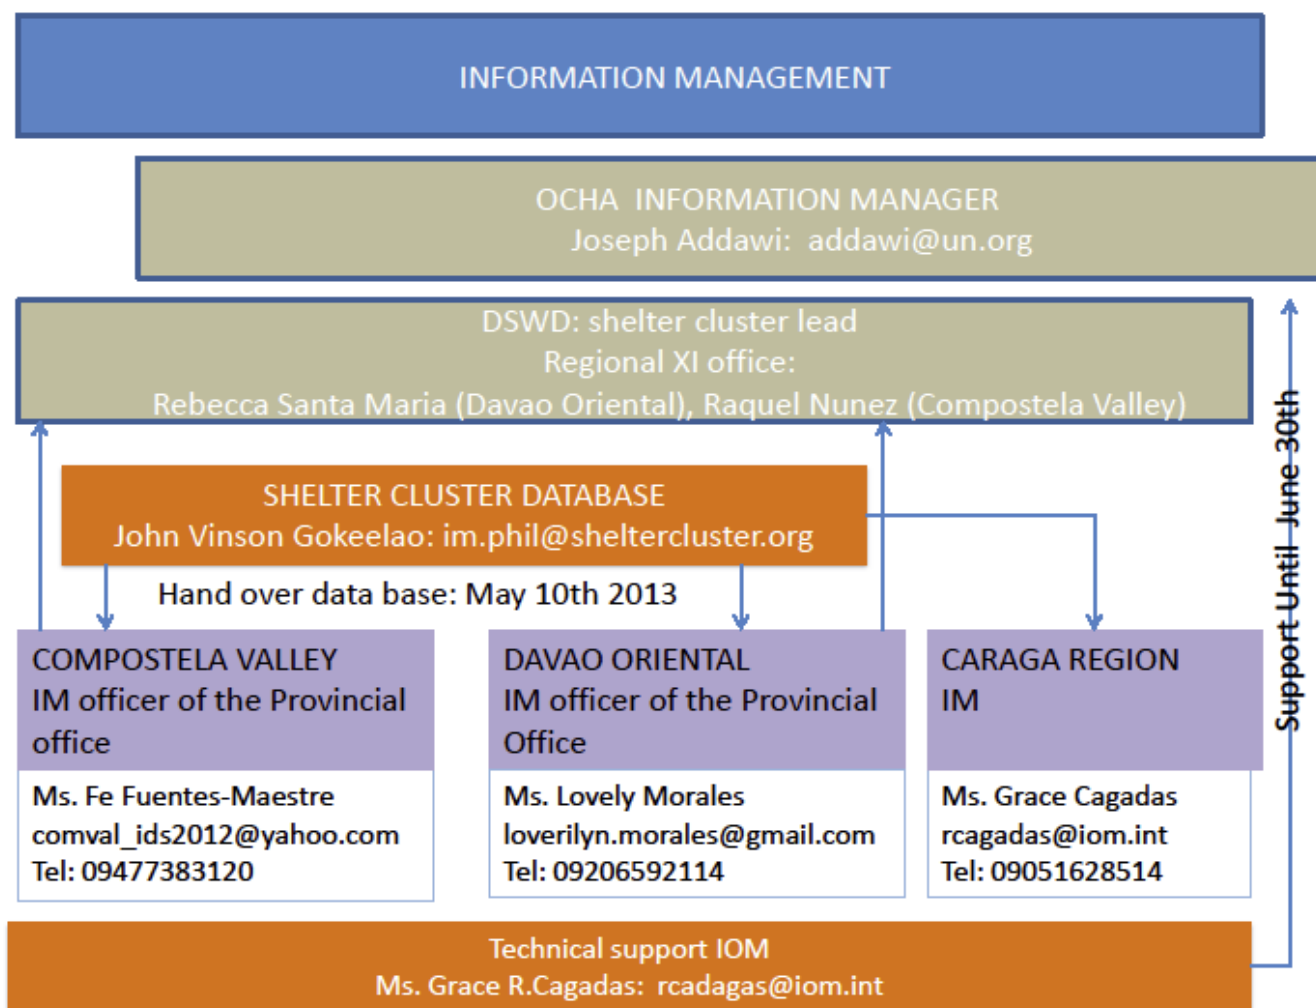 INFORMATION MANAGEMENT
OCHA INFORMATION MANAGER
Joseph Addawi: addawi@un.org
DSWD: shelter cluster lead
Regional XI office:
Rebecca Santa Maria (Davao Oriental), Raquel Nunez (Compostela Valley)
SHELTER CLUSTER DATABASE
John Vinson Gokeelao: im.phil@sheltercluster.org
Hand over data base: May 10th 2013
COMPOSTELA VALLEY
IM officer of the Provincial
office
Ms. Fe Fuentes-Maestre
comval_ids2012@yahoo.com
Tel: 09477383120
DAVAO ORIENTAL
IM officer of the Provincial
Office
Ms. Lovely Morales
loverilyn.morales@gmail.com
Tel: 09206592114
CARAGA REGION
IM
Ms. Grace Cagadas
rcagadas@iom.int
Tel: 09051628514
Support Until June 30th
Technical support IOM
Ms. Grace R.Cagadas: rcadagas@iom.int